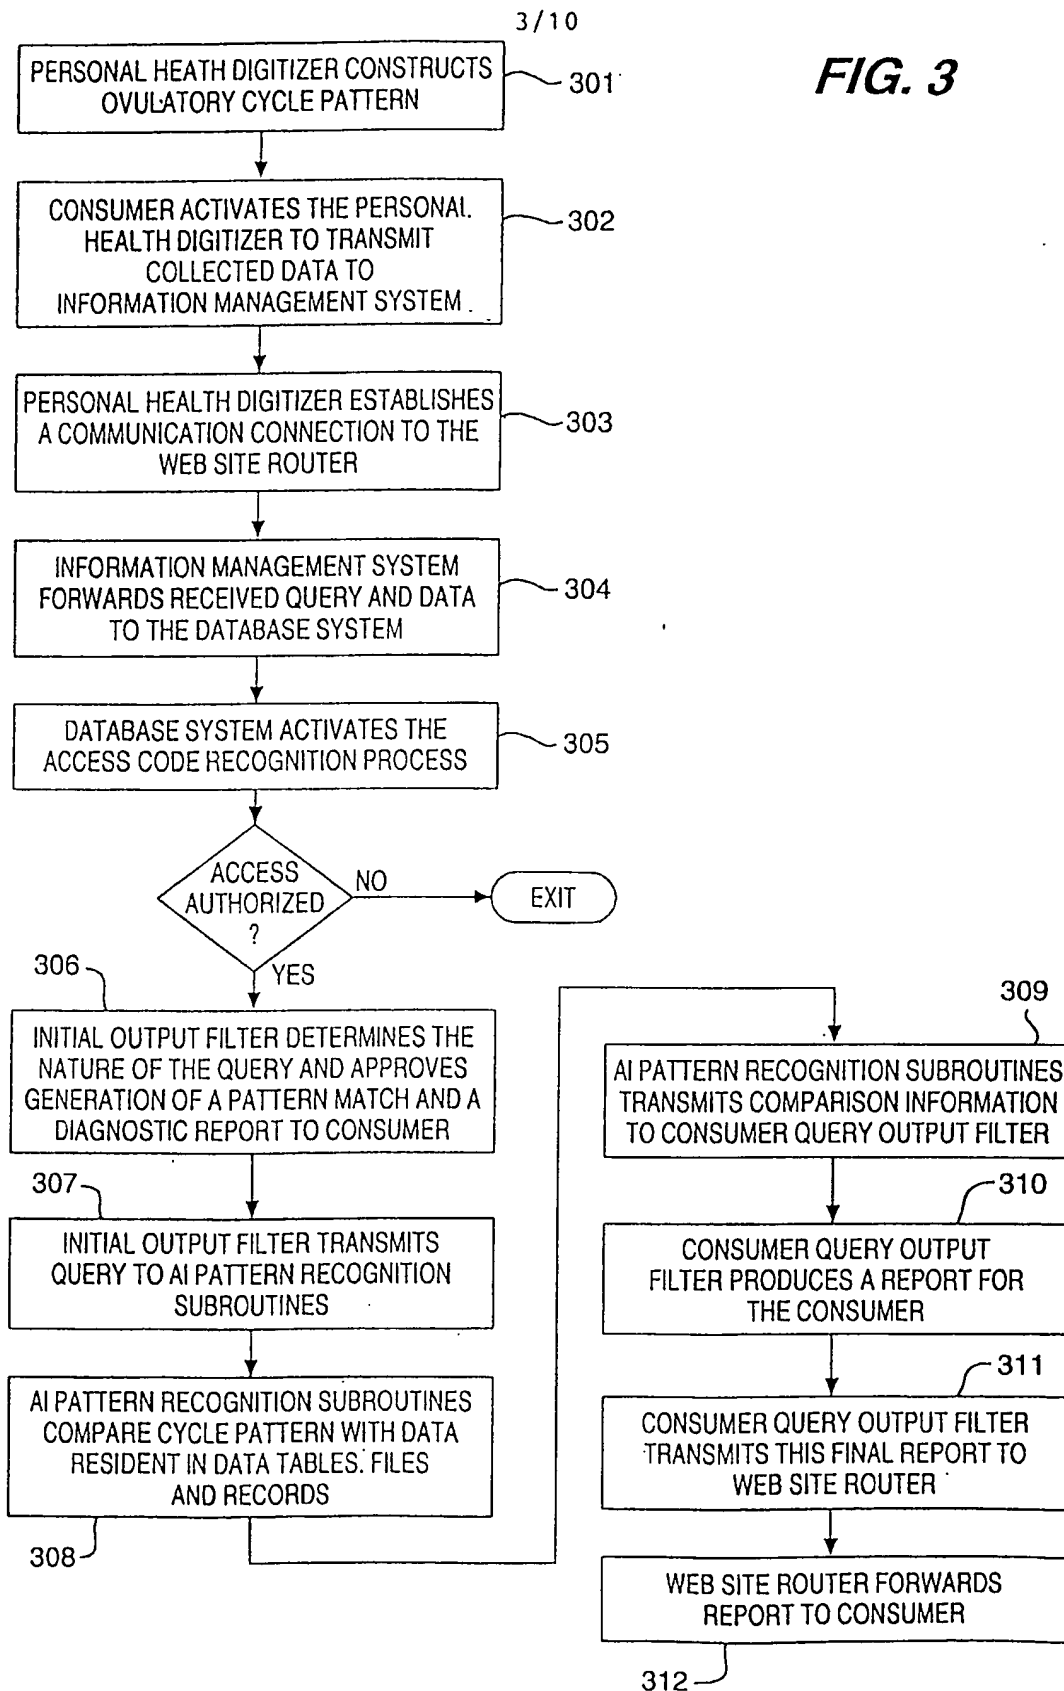 3/10
FIG. 3
PERSONAL HEATH DIGITIZER CONSTRUCTS
OVULATORY CYCLE PATTERN
301
CONSUMER ACTIVATES THE PERSONAL
HEALTH DIGITIZER TO TRANSMIT
COLLECTED DATA TO
INFORMATION MANAGEMENT SYSTEM
302
PERSONAL HEALTH DIGITIZER ESTABLISHES
A COMMUNICATION CONNECTION TO THE
WEB SITE ROUTER
303
INFORMATION MANAGEMENT SYSTEM
FORWARDS RECEIVED QUERY AND DATA
TO THE DATABASE SYSTEM
304
DATABASE SYSTEM ACTIVATES THE
ACCESS CODE RECOGNITION PROCESS
305
ACCESS
AUTHORIZED
?
NO
EXIT
YES
306
INITIAL OUTPUT FILTER DETERMINES THE
NATURE OF THE QUERY AND APPROVES
GENERATION OF A PATTERN MATCH AND A
DIAGNOSTIC REPORT TO CONSUMER
307
INITIAL OUTPUT FILTER TRANSMITS
QUERY TO AI PATTERN RECOGNITION
SUBROUTINES
AI PATTERN RECOGNITION SUBROUTINES
COMPARE CYCLE PATTERN WITH DATA
RESIDENT IN DATA TABLES. FILES
AND RECORDS
308
309
AI PATTERN RECOGNITION SUBROUTINES
TRANSMITS COMPARISON INFORMATION
TO CONSUMER QUERY OUTPUT FILTER
310
CONSUMER QUERY OUTPUT
FILTER PRODUCES A REPORT FOR
THE CONSUMER
311
CONSUMER QUERY OUTPUT FILTER
TRANSMITS THIS FINAL REPORT TO
WEB SITE ROUTER
WEB SITE ROUTER FORWARDS
REPORT TO CONSUMER
312